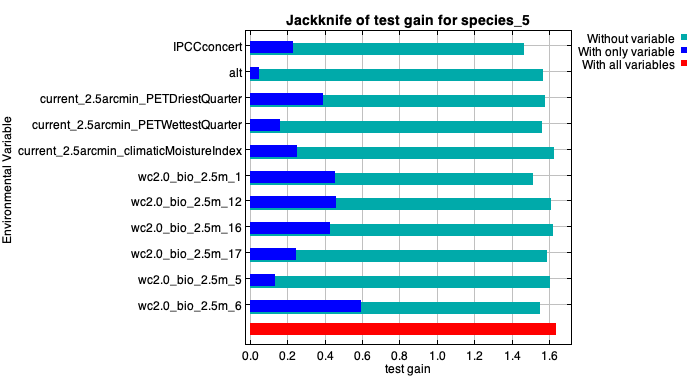 Jackknife of test gain for species_5
Without variable
With only variable
With all variables
Environmental Variable
IPCCconcert
alt
current_2.5arcmin_PETDriestQuarter
current_2.5arcmin_PETWettestQuarter
current_2.5arcmin_climaticMoistureIndex
wc2.0_bio_2.5m_1
wc2.0_bio_2.5m_12
wc2.0_bio_2.5m_16
wc2.0_bio_2.5m_17
wc2.0_bio_2.5m_5
wc2.0_bio_2.5m_6
0.0 0.2 0.4 0.6 0.8 1.0 1.2 1.4 1.6
test gain